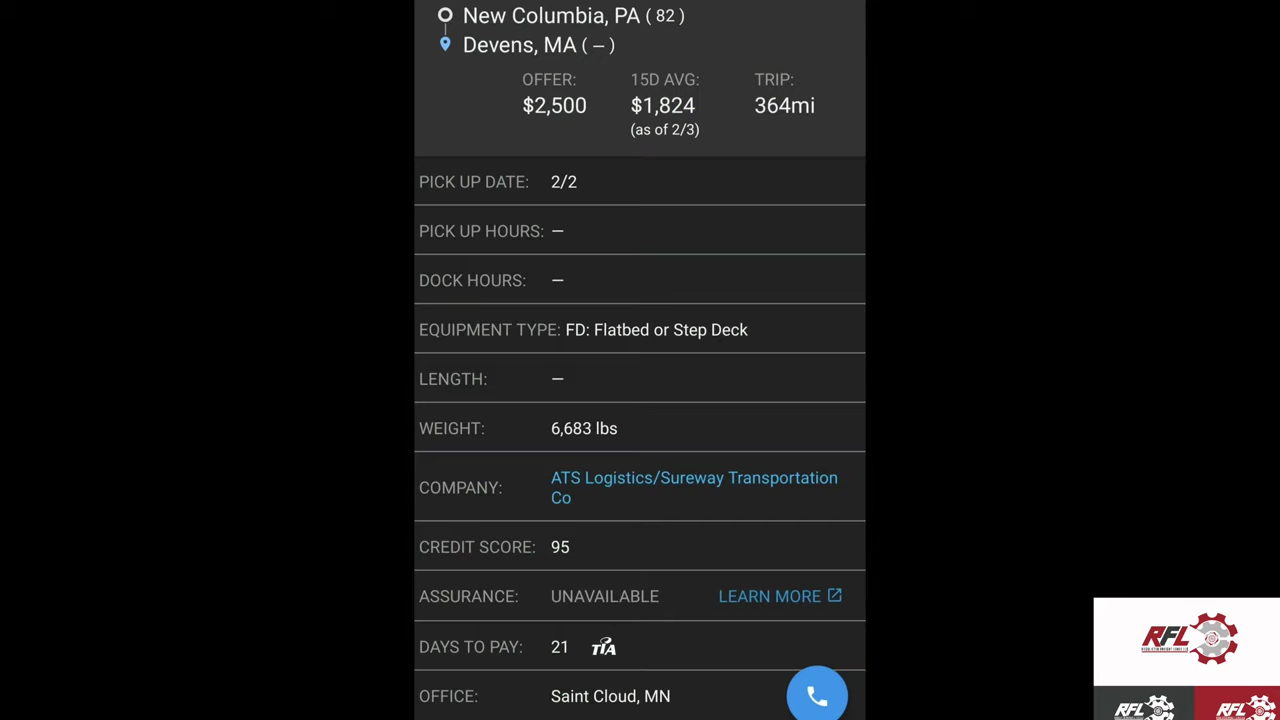 New Columbia, PA ( 82 )
Devens, MA ( – )
OFFER: 15D AVG: TRIP:
$2,500 $1,824 364mi
(as of 2/3)
PICK UP DATE: 2/2
PICK UP HOURS: –
DOCK HOURS: –
EQUIPMENT TYPE: FD: Flatbed or Step Deck
LENGTH: –
WEIGHT: 6,683 lbs
COMPANY: ATS Logistics/Sureway Transportation
Co
CREDIT SCORE: 95
ASSURANCE: UNAVAILABLE LEARN MORE
DAYS TO PAY: 21 TIA
OFFICE: Saint Cloud, MN
RFL
RFL RFL